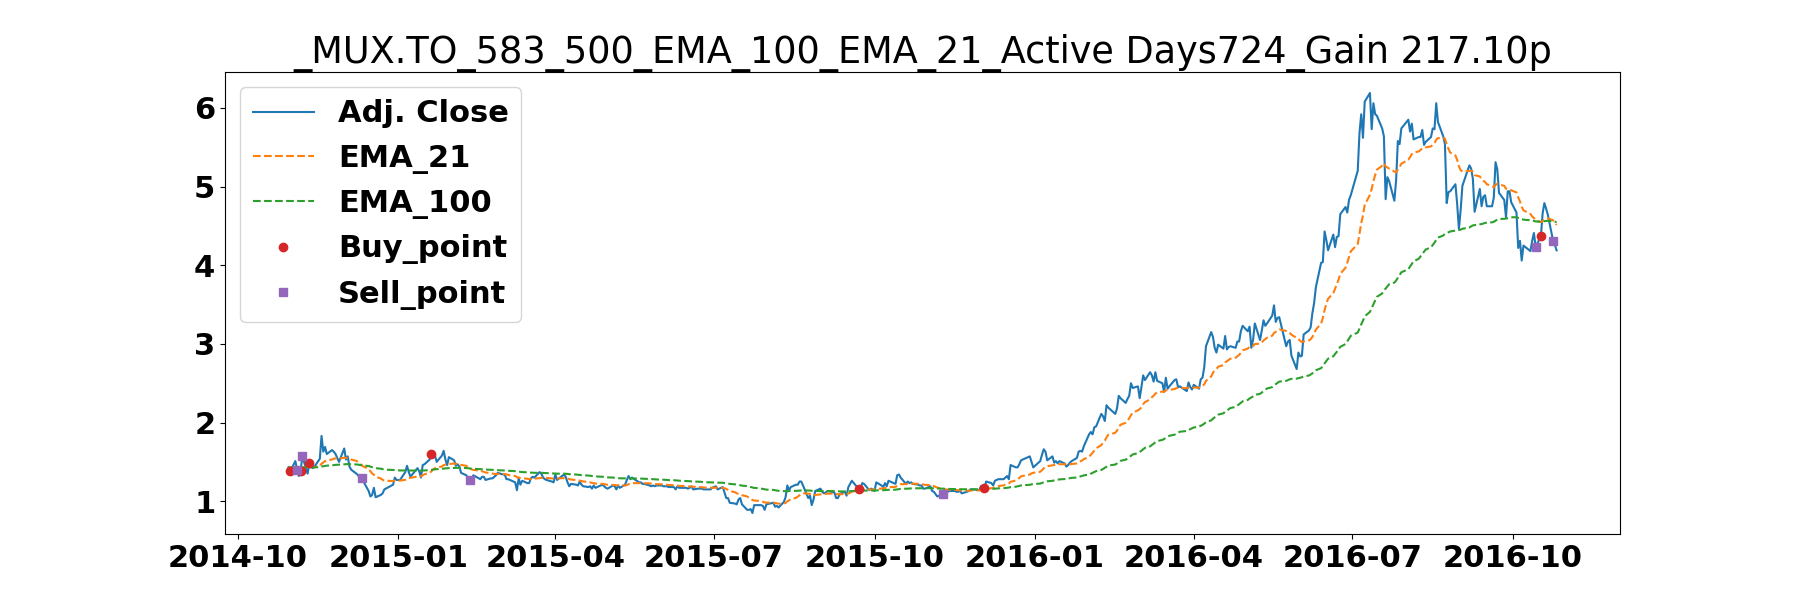 _MUX.TO_583_500_EMA_100_EMA_21_Active Days724_Gain 217.10p
Adj. Close
EMA_21
EMA_100
Buy_point
Sell_point
6
5
4
3
2
1
2014-10 2015-01 2015-04 2015-07 2015-10 2016-01 2016-04 2016-07 2016-10